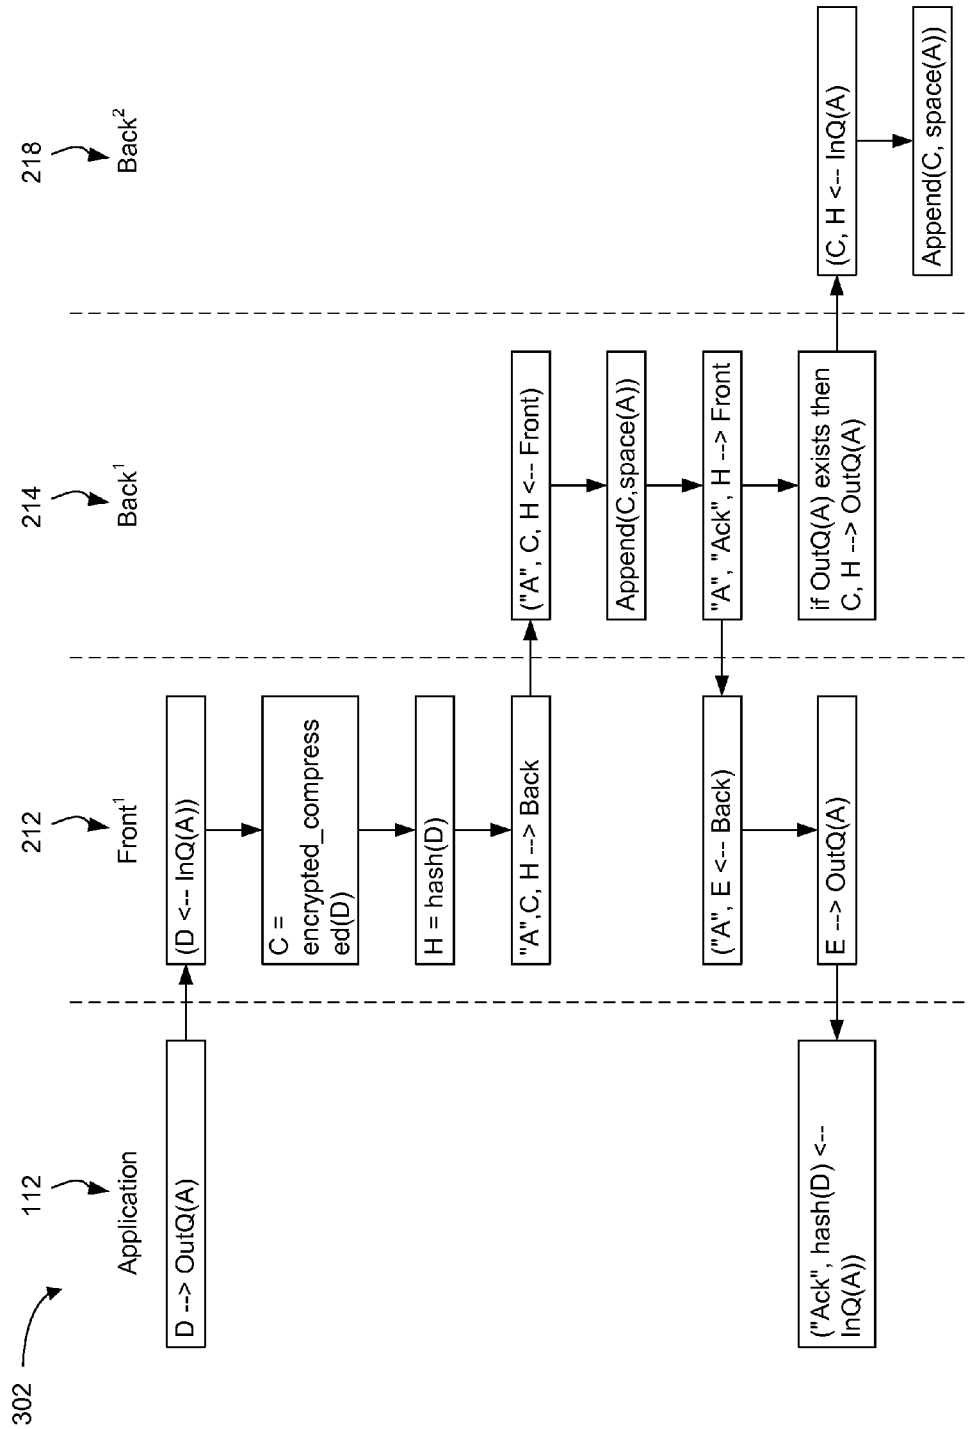 302
112
212
214
218
Application
Front1
Back1
Back2
D --> OutQ(A)
(D <-- InQ(A))
C =
encrypted_compress
ed(D)
H = hash(D)
"A",C, H --> Back
("A", C, H <-- Front)
Append(C,space(A))
"A", "Ack", H --> Front
("A", E <-- Back)
E --> OutQ(A)
("Ack", hash(D) <--
InQ(A))
if OutQ(A) exists then
C, H --> OutQ(A)
(C, H <-- InQ(A)
Append(C, space(A))